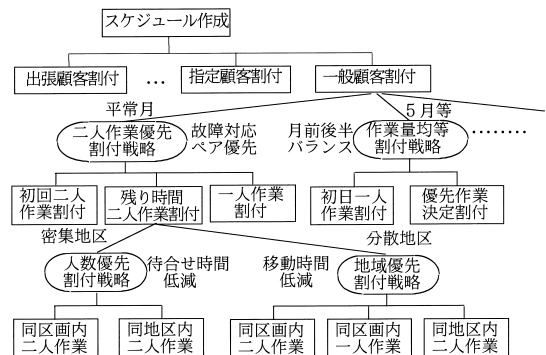 スケジュール作成
出張顧客割付
･･･
指定顧客割付
一般顧客割付
平常月
5月等
二人作業優先
割付戦略
故障対応
ペア優先
月前後半
バランス
作業量均等
割付戦略
････････
初回二人
作業割付
残り時間
二人作業割付
一人作業
割付
初日一人
作業割付
優先作業
決定割付
密集地区
分散地区
人数優先
割付戦略
待合せ時間
低減
移動時間
低減
地域優先
割付戦略
同区画内
二人作業
同地区内
二人作業
同区画内
二人作業
同区画内
一人作業
同地区内
二人作業